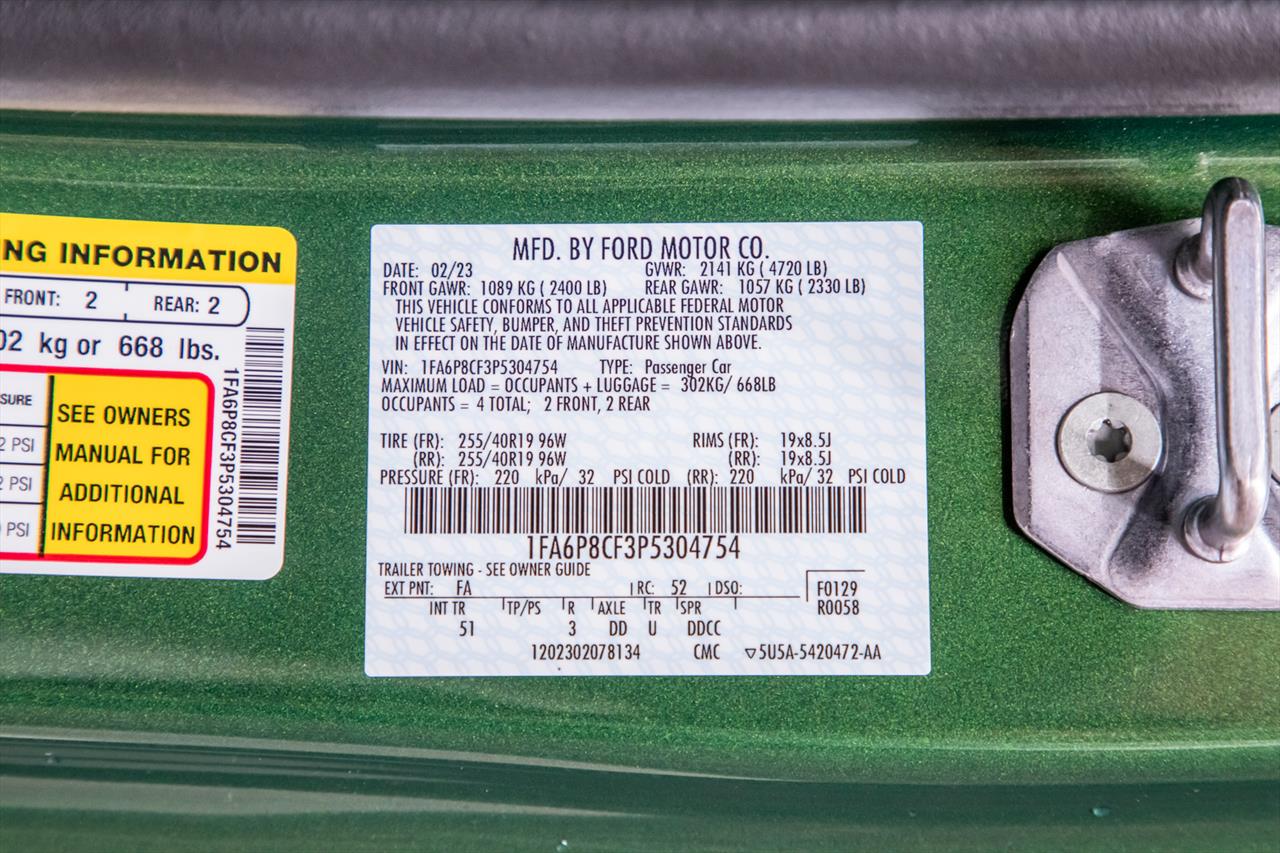 NG INFORMATION
FRONT: 2 REAR: 2
02 kg or 668 lbs.
SURE
2 PSI
2 PSI
PSI
SEE OWNERS
MANUAL FOR
ADDITIONAL
INFORMATION
1FA6P8CF3P5304754
MFD. BY FORD MOTOR CO.
DATE: 02/23 GVWR: 2141 KG ( 4720 LB)
FRONT GAWR: 1089 KG ( 2400 LB) REAR GAWR: 1057 KG ( 2330 LB)
THIS VEHICLE CONFORMS TO ALL APPLICABLE FEDERAL MOTOR
VEHICLE SAFETY, BUMPER, AND THEFT PREVENTION STANDARDS
IN EFFECT ON THE DATE OF MANUFACTURE SHOWN ABOVE.
VIN: 1FA6P8CF3P5304754 TYPE: Passenger Car
MAXIMUM LOAD = OCCUPANTS + LUGGAGE = 302KG/ 668LB
OCCUPANTS = 4 TOTAL; 2 FRONT, 2 REAR
TIRE (FR): 255/40R19 96W RIMS (FR): 19x8.5J
(RR): 255/40R19 96W (RR): 19x8.5J
PRESSURE (FR): 220 kPa/ 32 PSI COLD (RR): 220 kPa/ 32 PSI COLD
1FA6P8CF3P5304754
TRAILER TOWING - SEE OWNER GUIDE
EXT PNT: FA RC: 52 DSO: F0129
INT TR TP/PS R AXLE TR SPR R0058
51 3 DD U DDCC
1202302078134 CMC ▽5U5A-5420472-AA